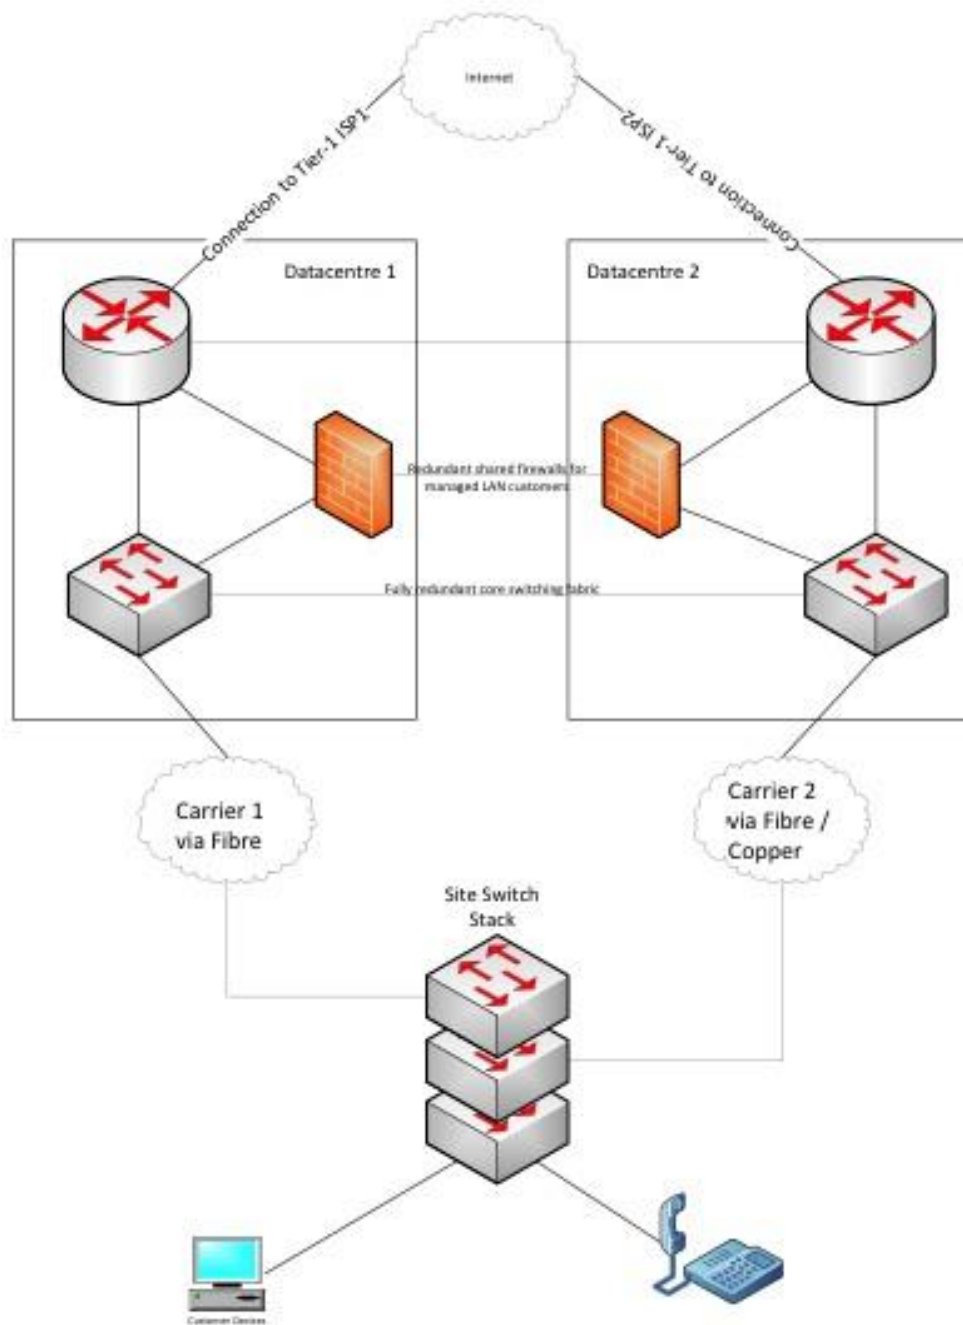 Internet
Connection to Tier-1 ISP1
Connection to Tier-1 ISP2
Datacentre 1
Datacentre 2
Redundant shared firewalls for
managed LAN customers
Fully redundant core switching fabric
Carrier 1
via Fibre
Carrier 2
via Fibre /
Copper
Site Switch
Stack
Customer Devices